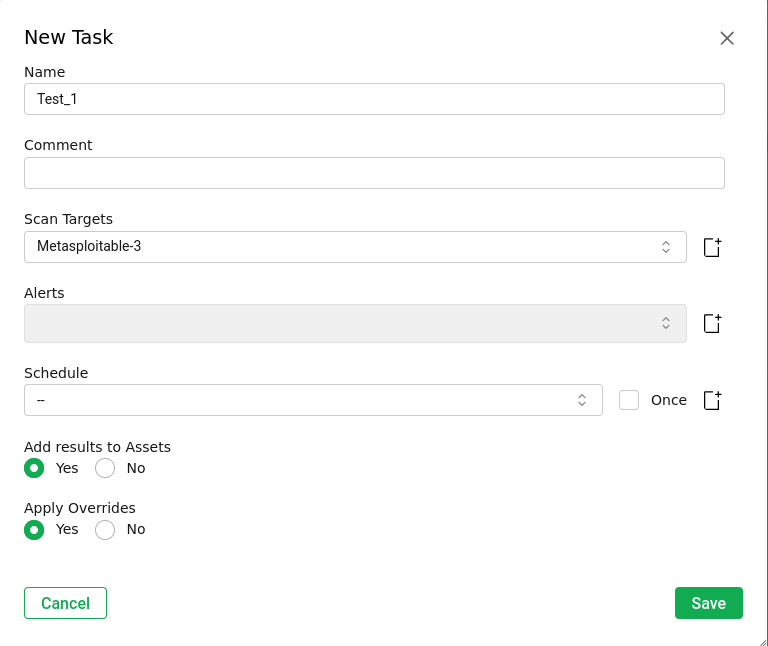 New Task
Name
Test_1
Comment
Scan Targets
Metasploitable-3
Alerts
Schedule
-- Once
Add results to Assets
Yes No
Apply Overrides
Yes No
Cancel Save